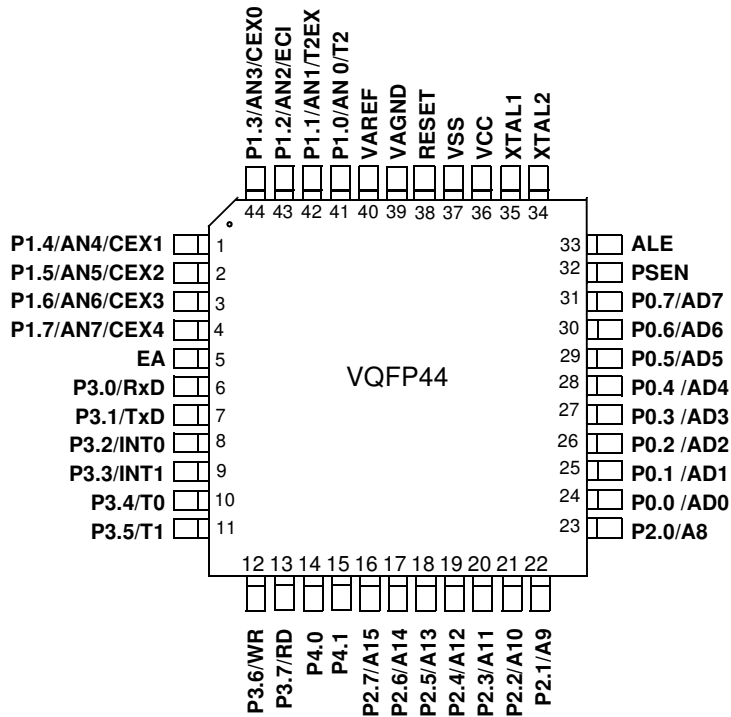 P1.3/AN3/CEX0
P1.2/AN2/ECI
P1.1/AN1/T2EX
P1.0/AN 0/T2
VAREF
VAGND
RESET
VSS
VCC
XTAL1
XTAL2
44 43 42 41 40 39 38 37 36 35 34
P1.4/AN4/CEX1 1
P1.5/AN5/CEX2 2
P1.6/AN6/CEX3 3
P1.7/AN7/CEX4 4
EA 5
P3.0/RxD 6
P3.1/TxD 7
P3.2/INT0 8
P3.3/INT1 9
P3.4/T0 10
P3.5/T1 11
VQFP44
33 ALE
32 PSEN
31 P0.7/AD7
30 P0.6/AD6
29 P0.5/AD5
28 P0.4 /AD4
27 P0.3 /AD3
26 P0.2 /AD2
25 P0.1 /AD1
24 P0.0 /AD0
23 P2.0/A8
12 13 14 15 16 17 18 19 20 21 22
P3.6/WR
P3.7/RD
P4.0
P4.1
P2.7/A15
P2.6/A14
P2.5/A13
P2.4/A12
P2.3/A11
P2.2/A10
P2.1/A9